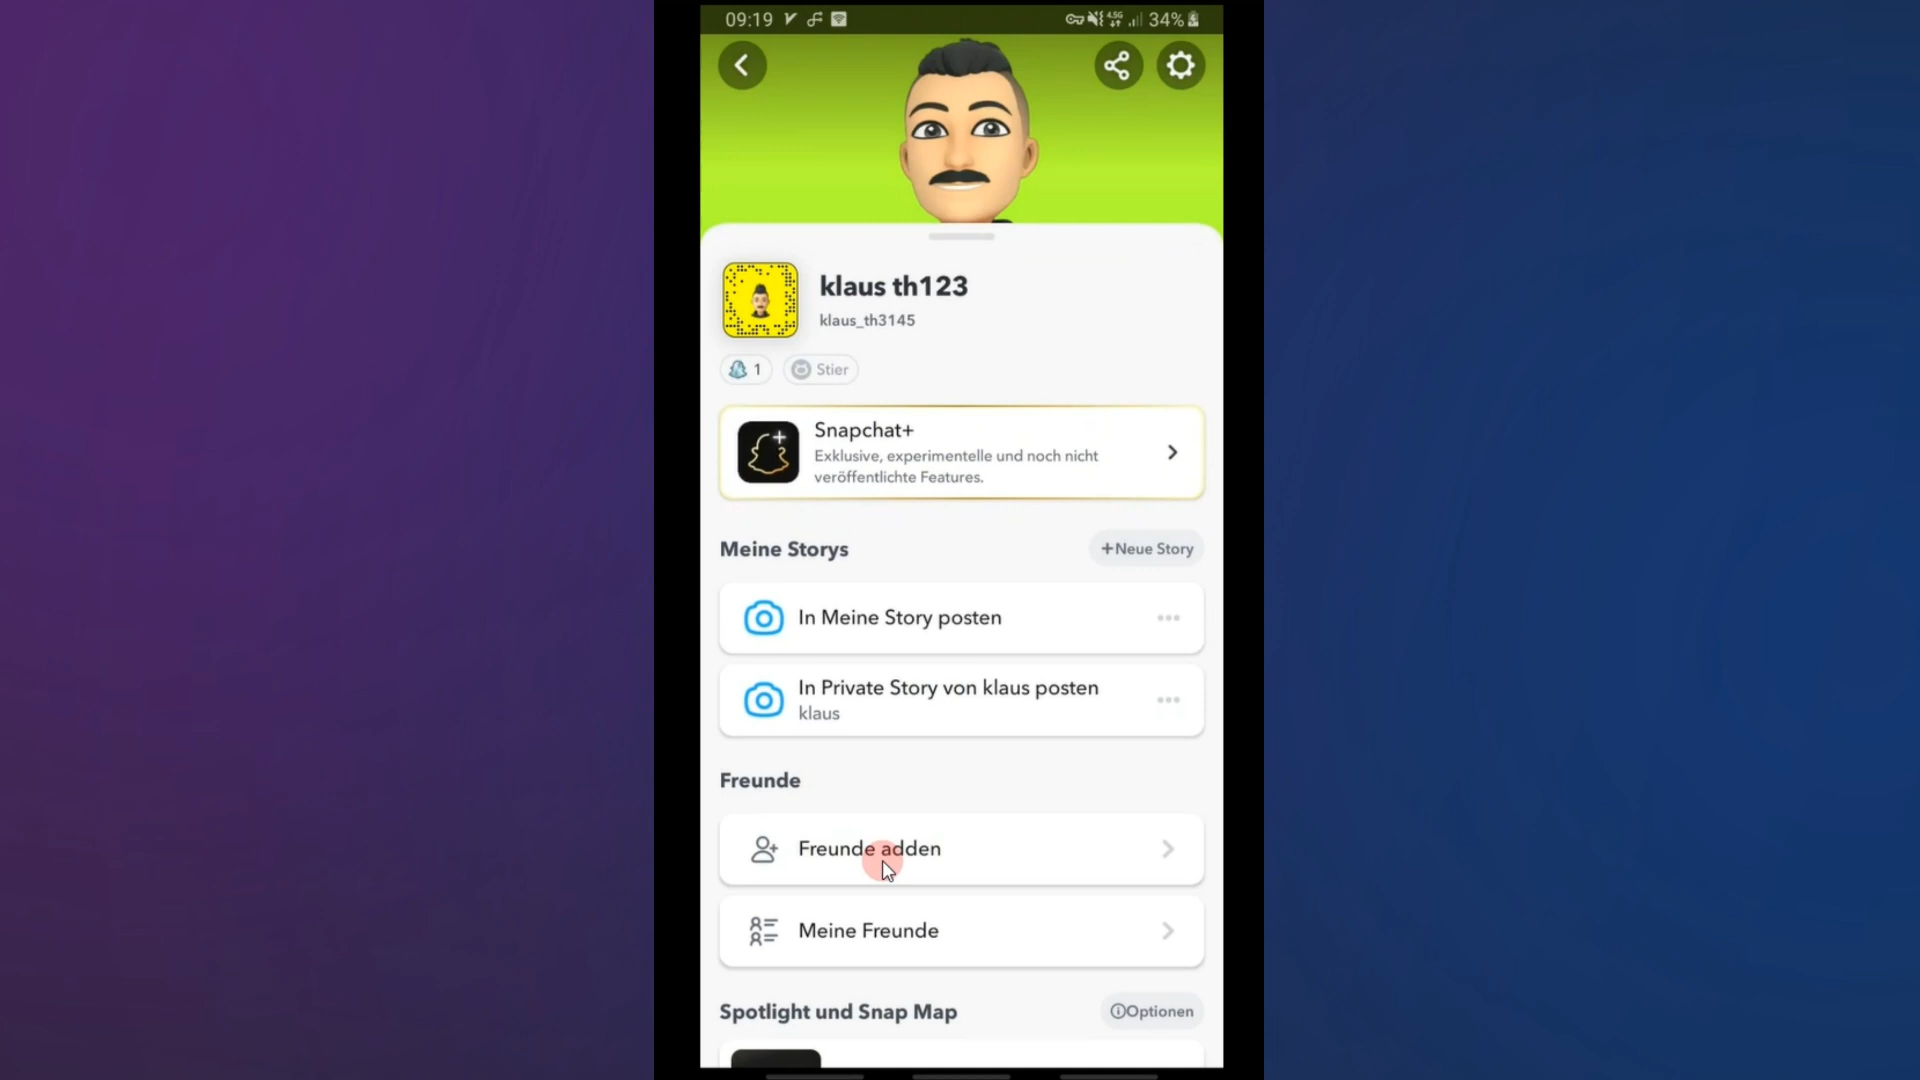 09:19
4.5G
34%
klaus th123
klaus_th3145
1
Stier
Snapchat+
Exklusive, experimentelle und noch nicht
veröffentlichte Features.
Meine Storys
+Neue Story
In Meine Story posten
In Private Story von klaus posten
klaus
Freunde
Freunde adden
Meine Freunde
Spotlight und Snap Map
Optionen